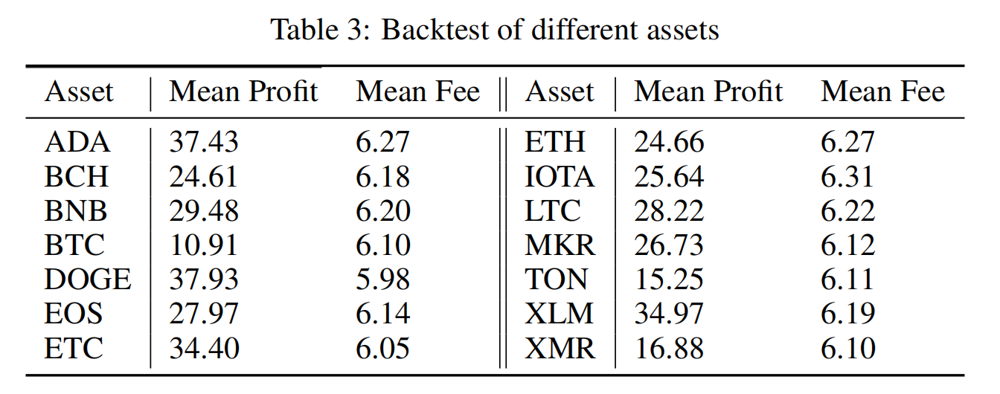 Table 3: Backtest of different assets
Asset Mean Profit Mean Fee Asset Mean Profit Mean Fee
ADA 37.43 6.27 ETH 24.66 6.27
BCH 24.61 6.18 IOTA 25.64 6.31
BNB 29.48 6.20 LTC 28.22 6.22
BTC 10.91 6.10 MKR 26.73 6.12
DOGE 37.93 5.98 TON 15.25 6.11
EOS 27.97 6.14 XLM 34.97 6.19
ETC 34.40 6.05 XMR 16.88 6.10